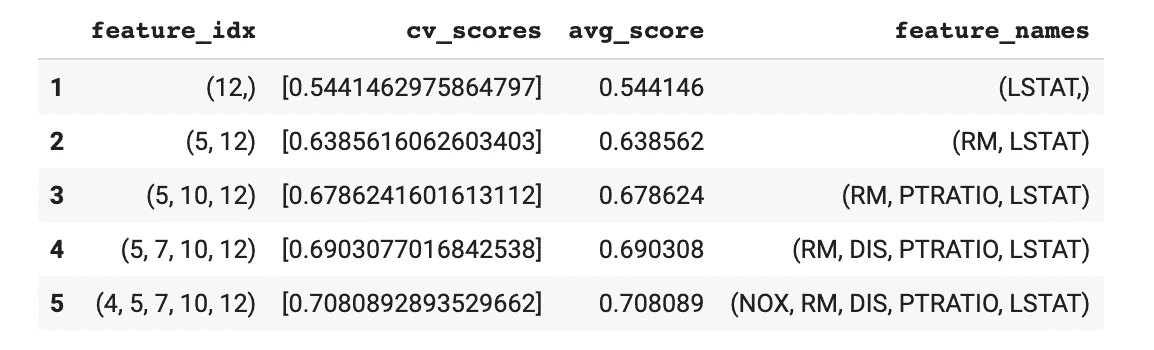 feature_idx cv_scores avg_score feature_names
1 (12,) [0.5441462975864797] 0.544146 (LSTAT,)
2 (5, 12) [0.6385616062603403] 0.638562 (RM, LSTAT)
3 (5, 10, 12) [0.6786241601613112] 0.678624 (RM, PTRATIO, LSTAT)
4 (5, 7, 10, 12) [0.6903077016842538] 0.690308 (RM, DIS, PTRATIO, LSTAT)
5 (4, 5, 7, 10, 12) [0.7080892893529662] 0.708089 (NOX, RM, DIS, PTRATIO, LSTAT)